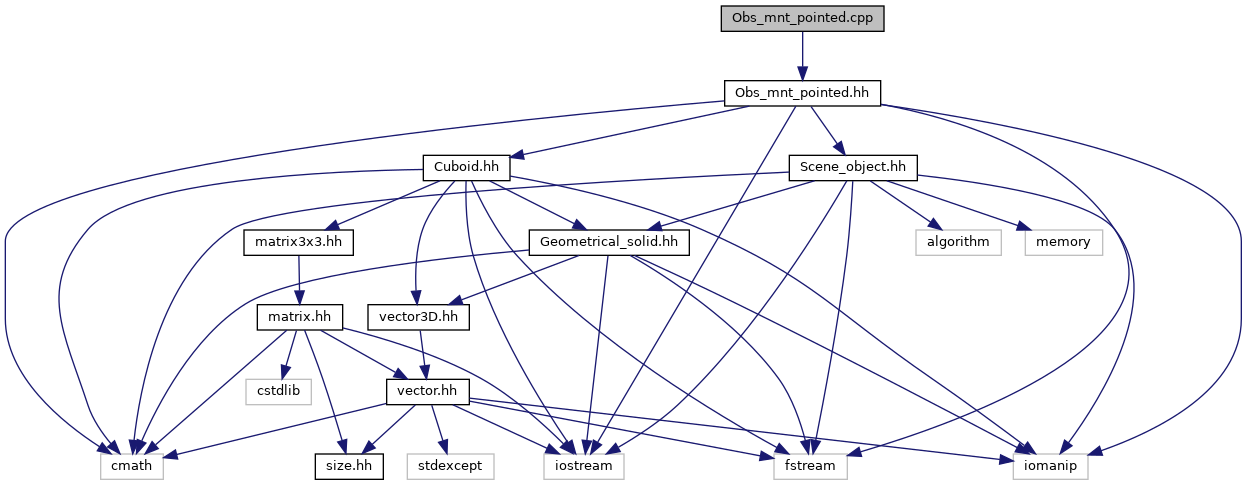 Obs_mnt_pointed.cpp
Obs_mnt_pointed.hh
Cuboid.hh
Scene_object.hh
matrix3x3.hh
Geometrical_solid.hh
algorithm
memory
matrix.hh
vector3D.hh
cstdlib
vector.hh
cmath
size.hh
stdexcept
iostream
fstream
iomanip